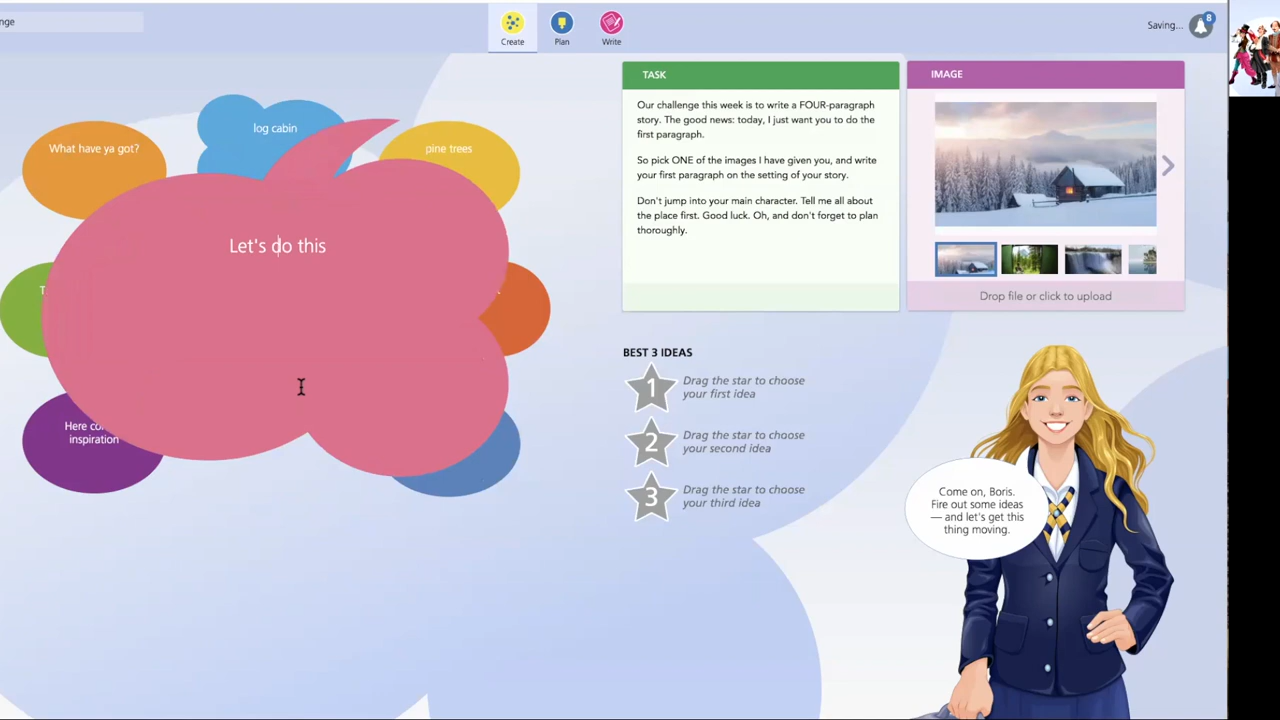 nge
Create
Plan
Write
Saving...
8
What have ya got?
log cabin
pine trees
Let's do this
T
Here co
inspiration
TASK
Our challenge this week is to write a FOUR-paragraph
story. The good news: today, I just want you to do the
first paragraph.
So pick ONE of the images I have given you, and write
your first paragraph on the setting of your story.
Don't jump into your main character. Tell me all about
the place first. Good luck. Oh, and don't forget to plan
thoroughly.
IMAGE
Drop file or click to upload
BEST 3 IDEAS
1 Drag the star to choose
your first idea
2 Drag the star to choose
your second idea
3 Drag the star to choose
your third idea
Come on, Boris.
Fire out some ideas
— and let's get this
thing moving.